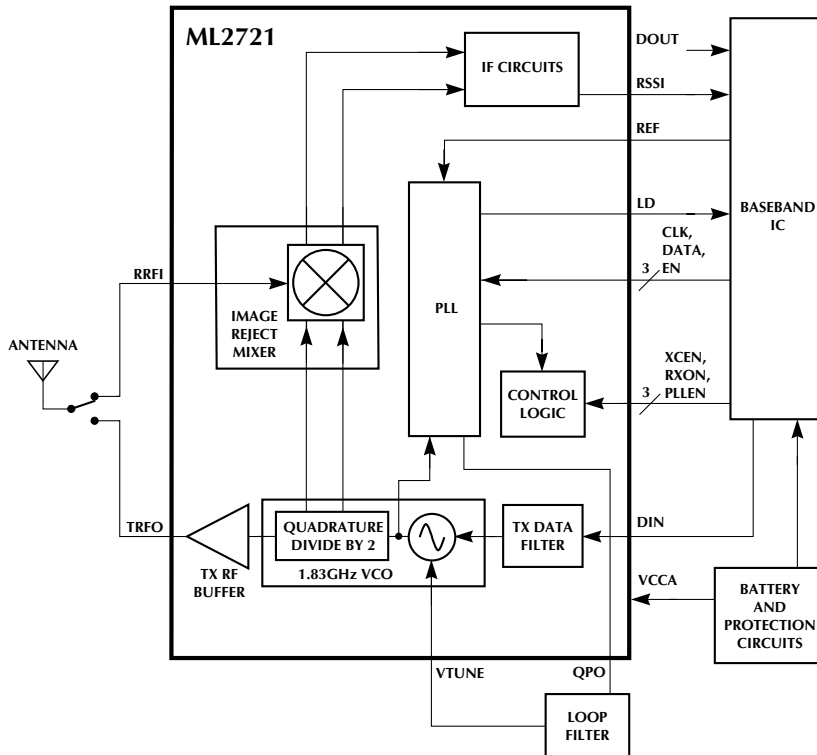 ML2721
DOUT
IF CIRCUITS
RSSI
REF
LD
BASEBAND
IC
CLK,
DATA,
EN
3
RRFI
PLL
IMAGE
REJECT
MIXER
ANTENNA
XCEN,
RXON,
PLLEN
3
CONTROL
LOGIC
TRFO
QUADRATURE
DIVIDE BY 2
TX DATA
FILTER
DIN
TX RF
BUFFER
1.83GHz VCO
VCCA
BATTERY
AND
PROTECTION
CIRCUITS
VTUNE
QPO
LOOP
FILTER